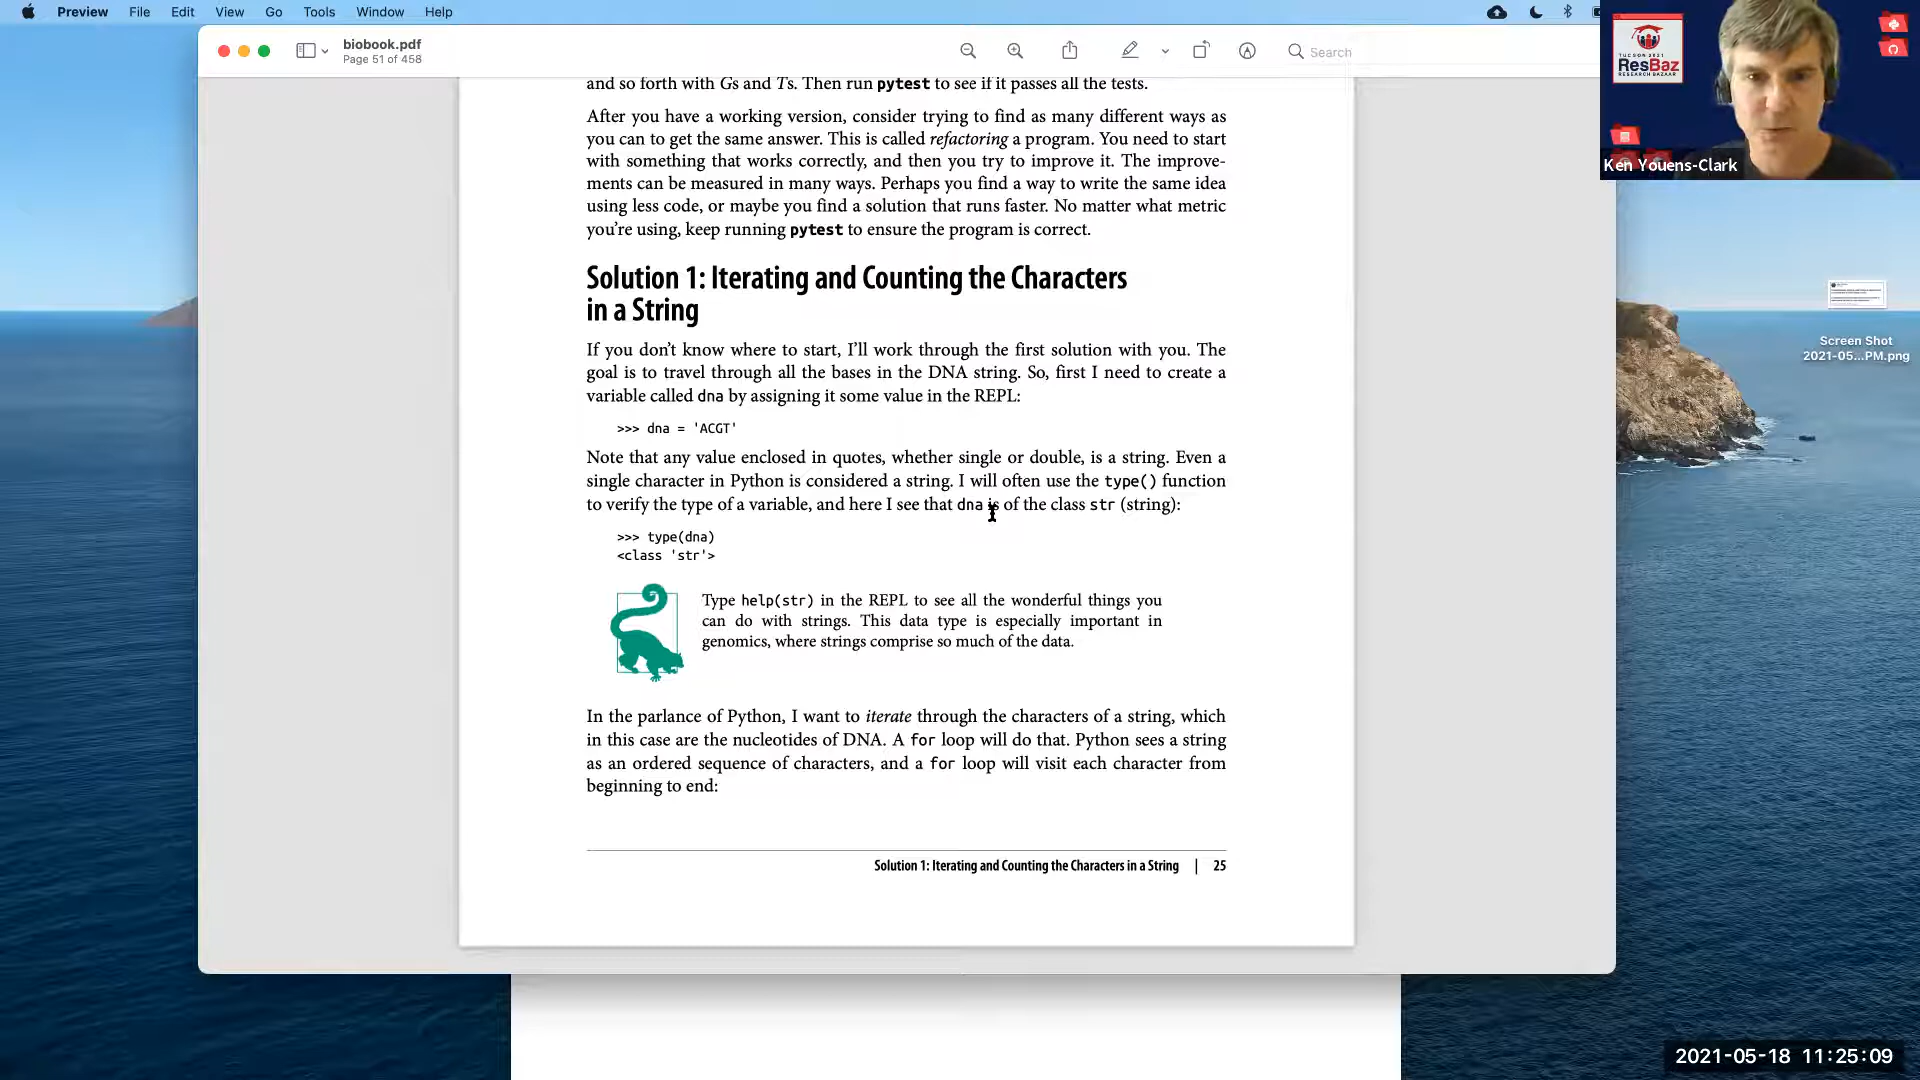 Preview File Edit View Go Tools Window Help
biobook.pdf
Page 51 of 458
Search
TUCSON 2021
ResBaz
RESEARCH BAZAAR
Ken Youens-Clark
and so forth with Gs and Ts. Then run pytest to see if it passes all the tests.
After you have a working version, consider trying to find as many different ways as
you can to get the same answer. This is called refactoring a program. You need to start
with something that works correctly, and then you try to improve it. The improve-
ments can be measured in many ways. Perhaps you find a way to write the same idea
using less code, or maybe you find a solution that runs faster. No matter what metric
you’re using, keep running pytest to ensure the program is correct.
Solution 1: Iterating and Counting the Characters
in a String
If you don’t know where to start, I’ll work through the first solution with you. The
goal is to travel through all the bases in the DNA string. So, first I need to create a
variable called dna by assigning it some value in the REPL:
>>> dna = 'ACGT'
Note that any value enclosed in quotes, whether single or double, is a string. Even a
single character in Python is considered a string. I will often use the type() function
to verify the type of a variable, and here I see that dna is of the class str (string):
>>> type(dna)
<class 'str'>
Type help(str) in the REPL to see all the wonderful things you
can do with strings. This data type is especially important in
genomics, where strings comprise so much of the data.
In the parlance of Python, I want to iterate through the characters of a string, which
in this case are the nucleotides of DNA. A for loop will do that. Python sees a string
as an ordered sequence of characters, and a for loop will visit each character from
beginning to end:
Solution 1: Iterating and Counting the Characters in a String | 25
Screen Shot
2021-05...PM.png
2021-05-18 11:25:09